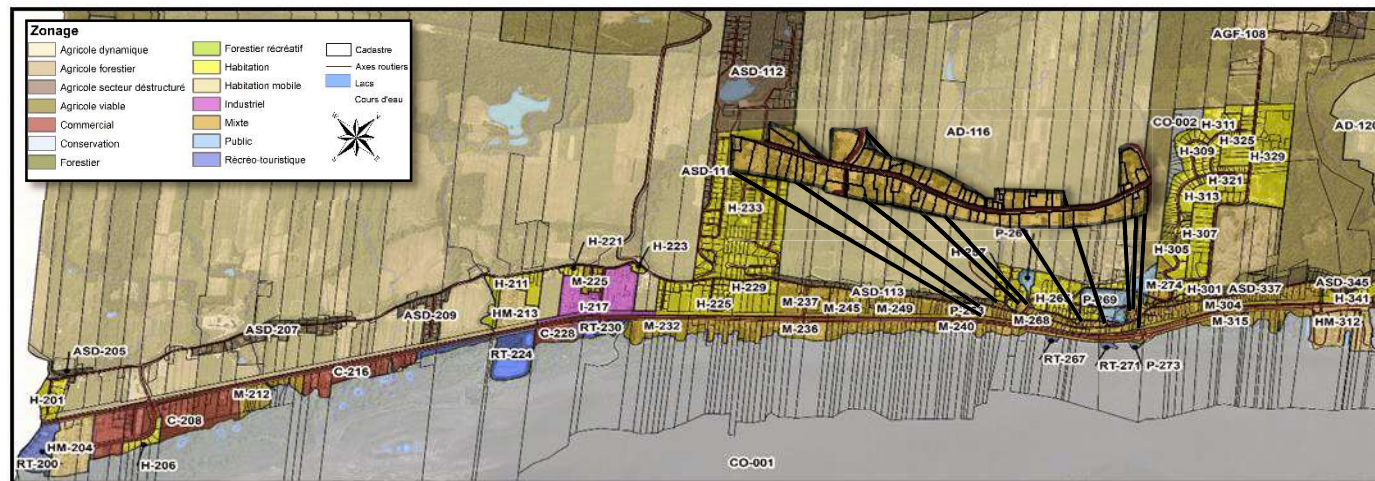 Zonage
Agricole dynamique
Agricole forestier
Agricole secteur déstructuré
Agricole viable
Commercial
Conservation
Forestier
Forestier récréatif
Habitation
Habitation mobile
Industriel
Mixte
Public
Récréo-touristique
Cadastre
Axes routiers
Lacs
Cours d'eau
AGF-108
ASD-112
CO-002
H-311
AD-116
AD-120
H-325
H-309
H-329
H-321
H-313
H-233
H-307
H-221
H-223
H-305
H-211
M-225
H-229
ASD-113
M-274
H-301
ASD-337
ASD-345
HM-213
I-217
H-225
M-237
M-245
M-249
M-304
H-341
ASD-209
ASD-207
C-228
RT-230
M-232
M-236
M-240
M-268
M-315
HM-312
ASD-205
RT-224
RT-267
RT-271
P-273
C-216
M-212
H-201
C-208
HM-204
RT-200
H-206
CO-001